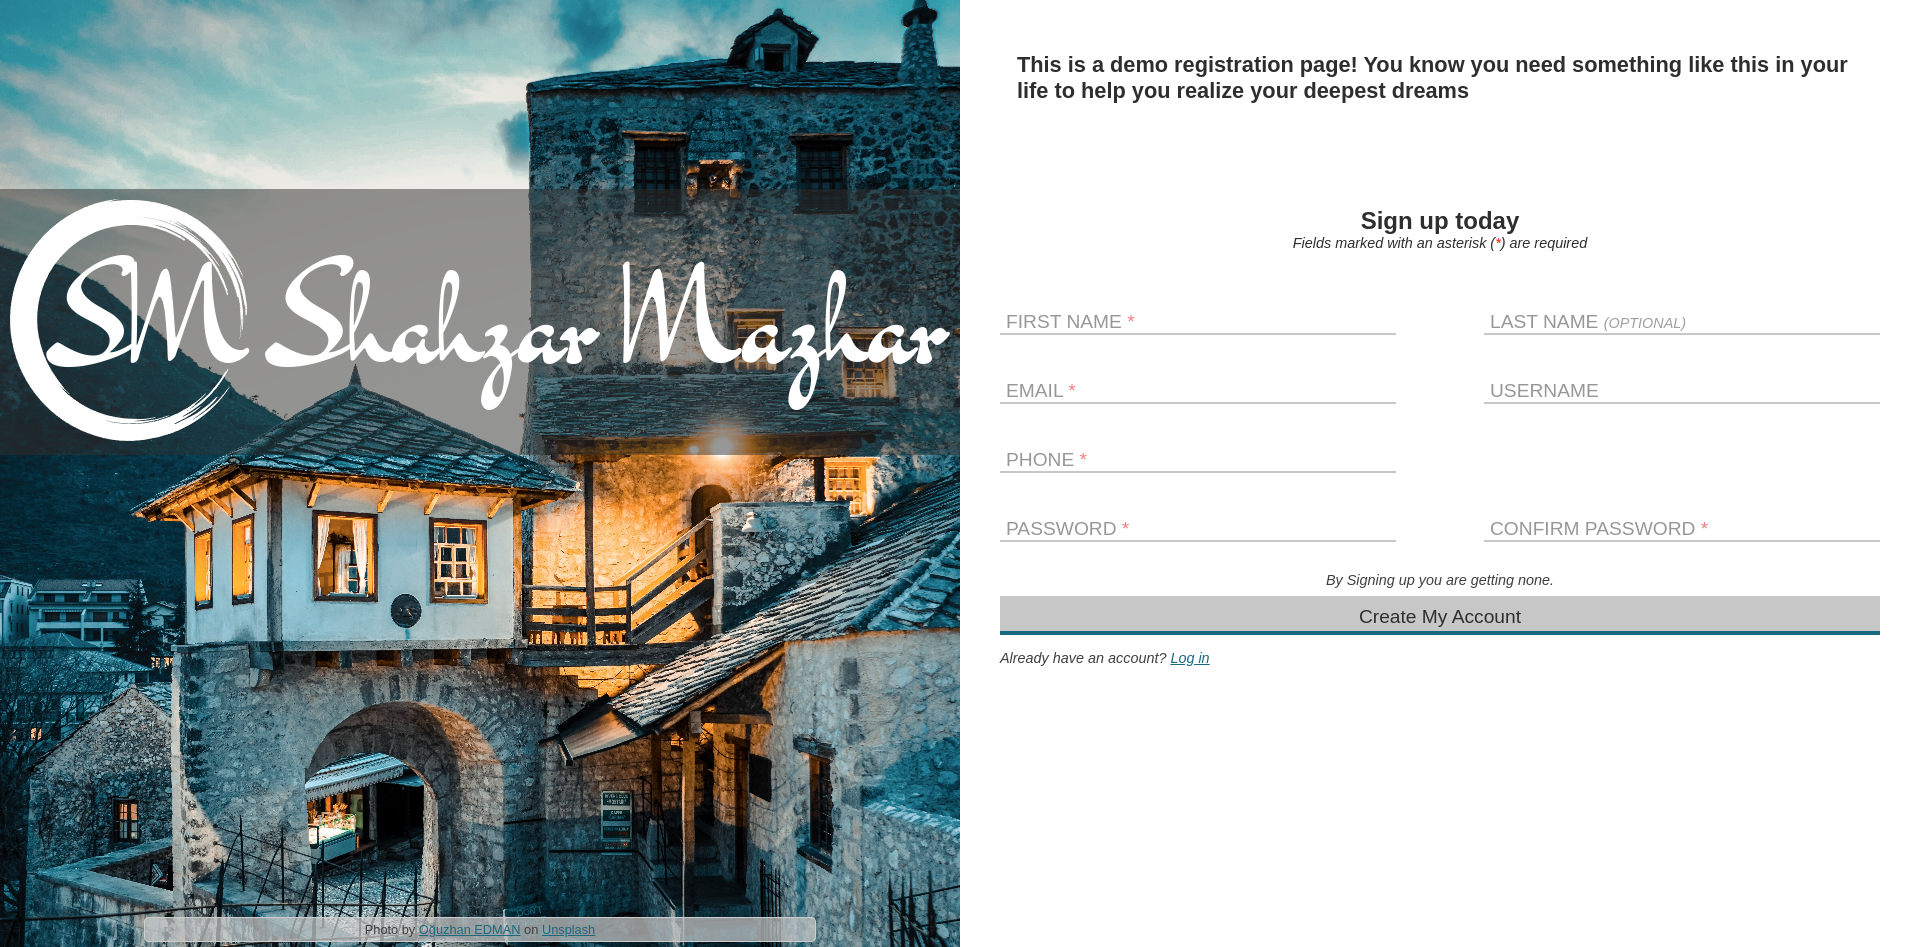 SM Shahzar Mazhar
Photo by Oğuzhan EDMAN on Unsplash
This is a demo registration page! You know you need something like this in your
life to help you realize your deepest dreams
Sign up today
Fields marked with an asterisk (*) are required
FIRST NAME *
LAST NAME (OPTIONAL)
EMAIL *
USERNAME
PHONE *
PASSWORD *
CONFIRM PASSWORD *
By Signing up you are getting none.
Create My Account
Already have an account? Log in